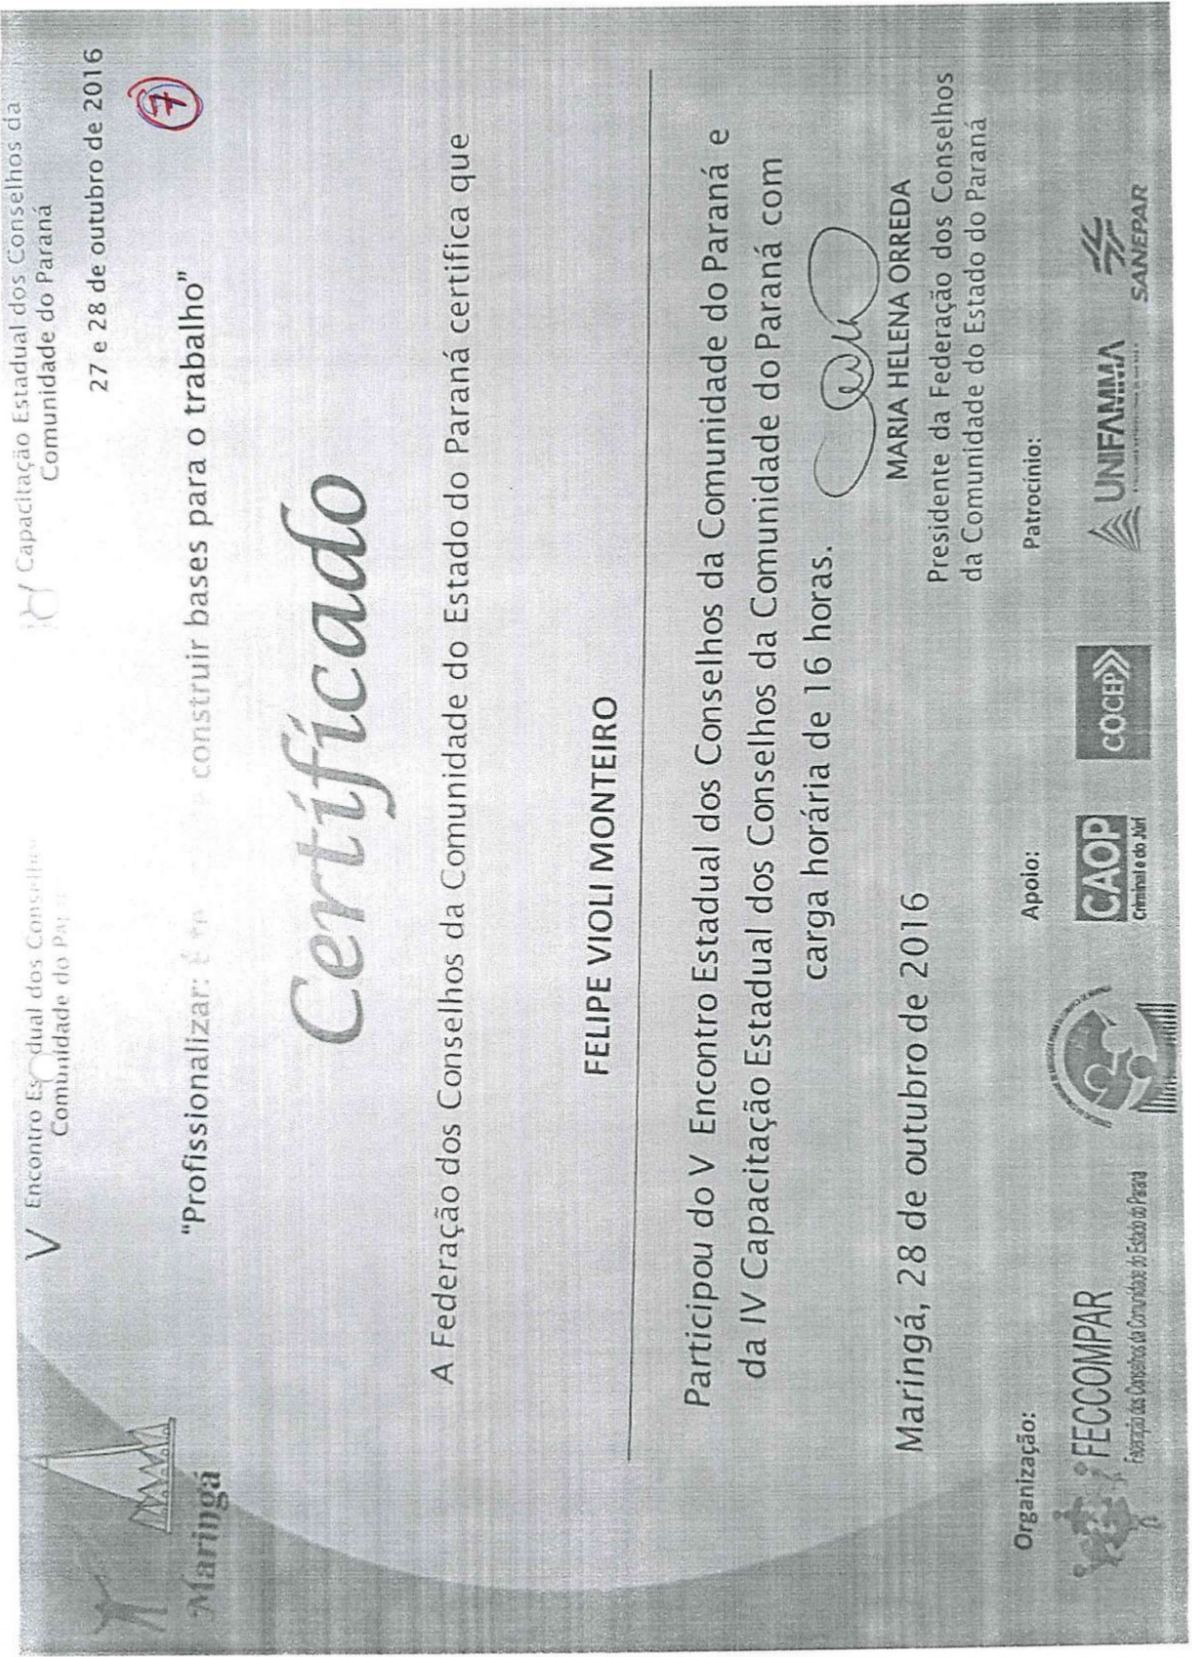 V Encontro Es dual dos Conselhos
Comunidade do Pa
Capacitação Estadual dos Conselhos da
Comunidade do Paraná
27 e 28 de outubro de 2016
7
Maringá
"Profissionalizar: construir bases para o trabalho"
Certificado
A Federação dos Conselhos da Comunidade do Estado do Paraná certifica que
FELIPE VIOLI MONTEIRO
Participou do V Encontro Estadual dos Conselhos da Comunidade do Paraná e
da IV Capacitação Estadual dos Conselhos da Comunidade do Paraná com
carga horária de 16 horas.
Maringá, 28 de outubro de 2016
MARIA HELENA ORREDA
Presidente da Federação dos Conselhos
da Comunidade do Estado do Paraná
Organização:
Apoio:
Patrocínio:
FECCOMPAR
Federação dos Conselhos da Comunidade do Estado do Paraná
CAOP
Criminal e do Júri
COCEP
UNIFAMMA
SANEPAR